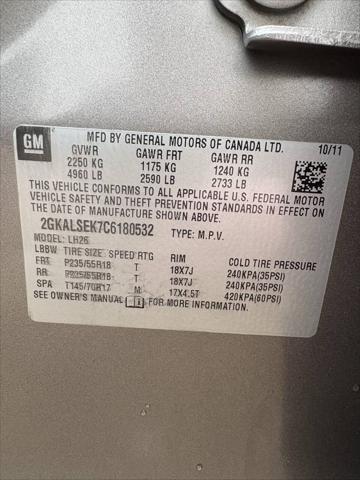 GM
MFD BY GENERAL MOTORS OF CANADA LTD.
GVWR GAWR FRT GAWR RR 10/11
2250 KG 1175 KG 1240 KG
4960 LB 2590 LB 2733 LB
THIS VEHICLE CONFORMS TO ALL APPLICABLE U.S. FEDERAL MOTOR
VEHICLE SAFETY AND THEFT PREVENTION STANDARDS IN EFFECT ON
THE DATE OF MANUFACTURE SHOWN ABOVE.
2GKALSEK7C6180532 TYPE: M.P.V.
MODEL: LH26
LBBW TIRE SIZE SPEED RTG RIM COLD TIRE PRESSURE
FRT P235/55R18 T 18X7J 240KPA(35PSI)
RR P235/55R18 T 18X7J 240KPA(35PSI)
SPA T145/70R17 M 17X4.5T 420KPA(60PSI)
SEE OWNER'S MANUAL FOR MORE INFORMATION